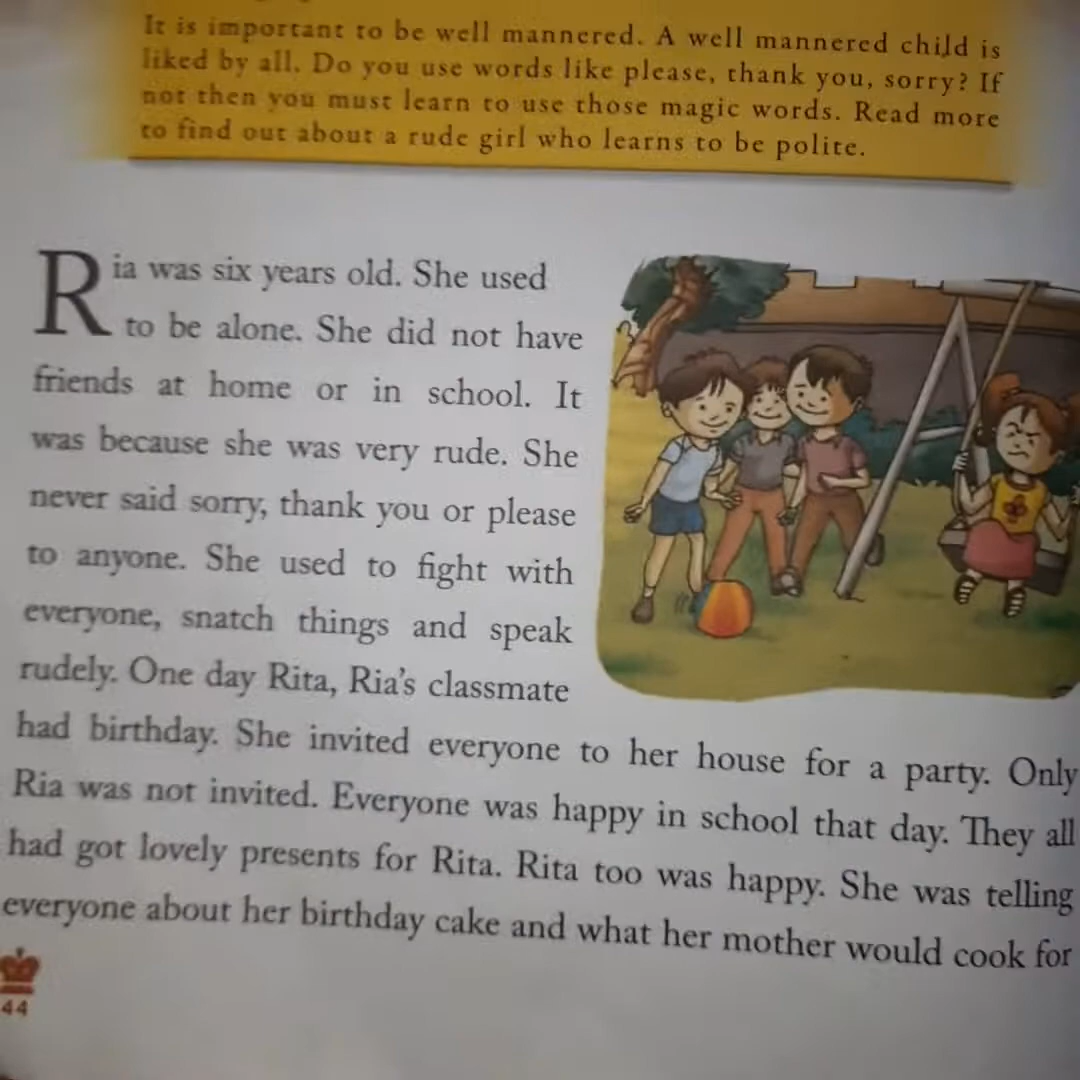 It is important to be well mannered. A well mannered child is
liked by all. Do you use words like please, thank you, sorry? If
not then you must learn to use those magic words. Read more
to find out about a rude girl who learns to be polite.
Ria was six years old. She used
to be alone. She did not have
friends at home or in school. It
was because she was very rude. She
never said sorry, thank you or please
to anyone. She used to fight with
everyone, snatch things and speak
rudely. One day Rita, Ria's classmate
had birthday. She invited everyone to her house for a party. Only
Ria was not invited. Everyone was happy in school that day. They all
had got lovely presents for Rita. Rita too was happy. She was telling
everyone about her birthday cake and what her mother would cook for
44